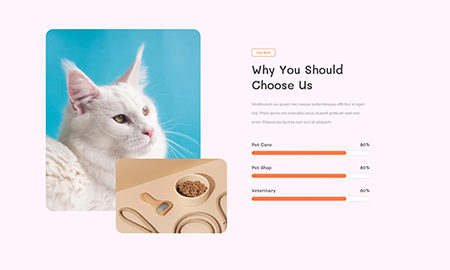 Our Skill
Why You Should
Choose Us
Vestibulum eu quam nec neque pellentesque efficitur id eget
nisl. Proin porta est convallis lacus blandit pretium sed non
enim. Maecenas lacinia non orci at aliquam.
Pet Care 80%
Pet Shop 80%
Veterinary 80%